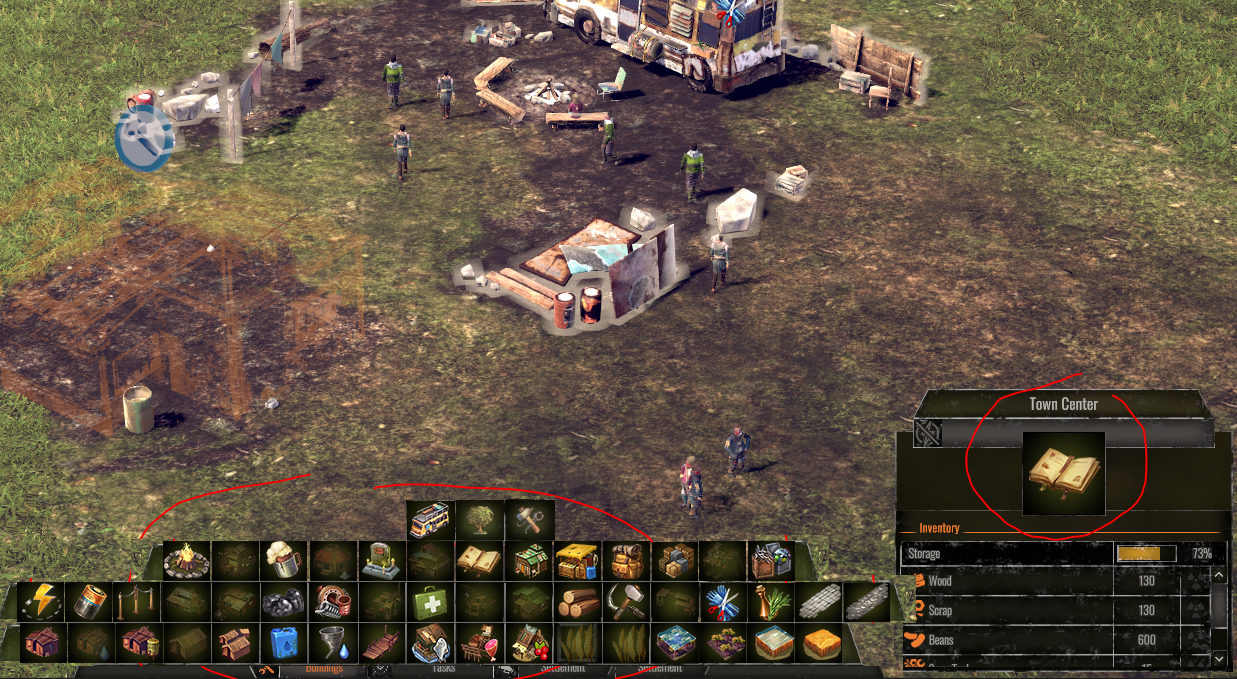 Town Center
Inventory
Storage 73%
Wood 130
Scrap 130
Beans 600
Buildings Tasks Settlement Settlement